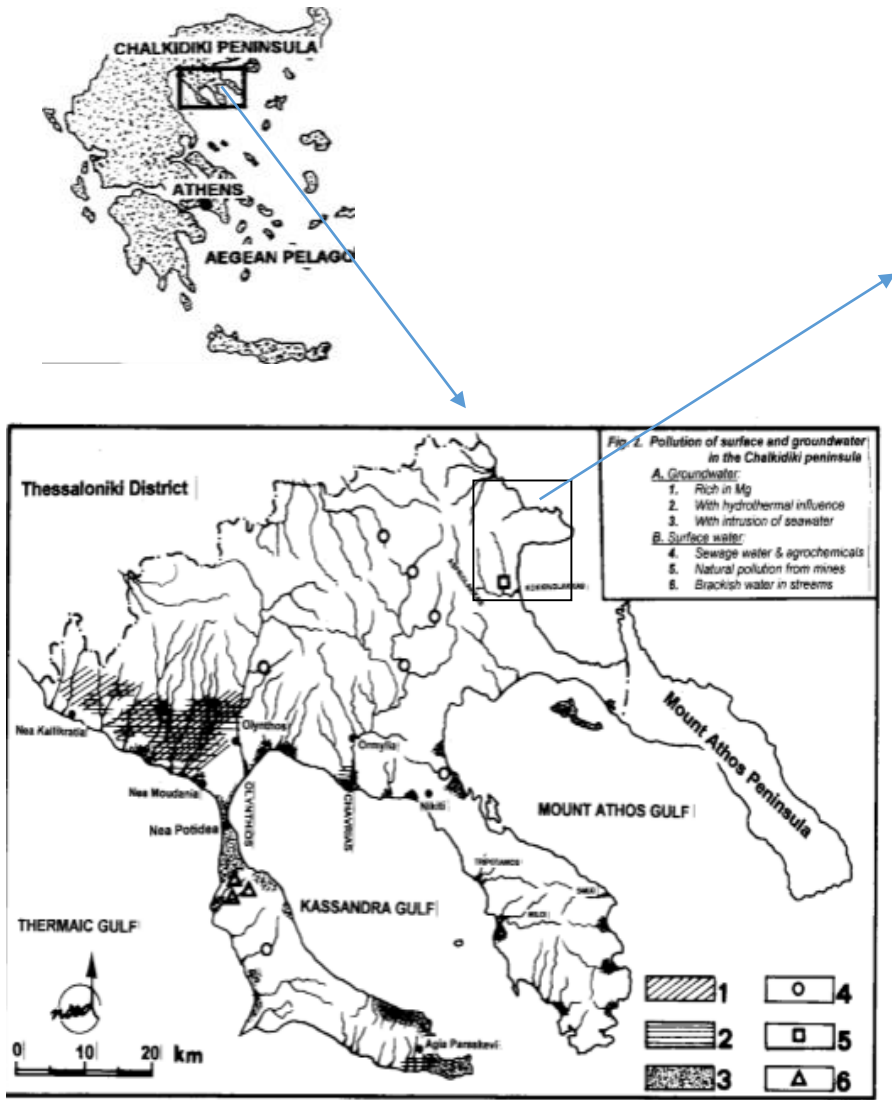 CHALKIDIKI PENINSULA
ATHENS
AEGEAN PELAGO
Fig. 2. Pollution of surface and groundwater
in the Chalkidiki peninsula
A. Groundwater:
1. Rich in Mg
2. With hydrothermal influence
3. With intrusion of seawater
B. Surface water:
4. Sewage water & agrochemicals
5. Natural pollution from mines
6. Brackish water in streams
Thessaloniki District
Mount Athos Peninsula
Nea Kallikratia
Olynthos
Ormylia
Nea Moudania
OLYNTHOS
CHAVRIAS
Nikiti
MOUNT ATHOS GULF
Nea Potidea
TRIPOTAMOS
KASSANDRA GULF
THERMAIC GULF
Agia Paraskevi
0 10 20 km
1
2
3
4
5
6